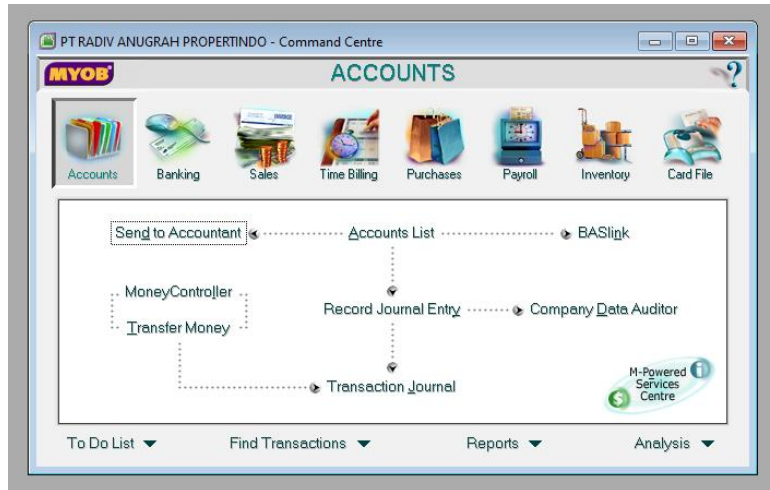 PT RADIV ANUGRAH PROPERTINDO - Command Centre
MYOB
ACCOUNTS
?
Accounts
Banking
Sales
Time Billing
Purchases
Payroll
Inventory
Card File
Send to Accountant
Accounts List
BASlink
MoneyController
Record Journal Entry
Company Data Auditor
Transfer Money
Transaction Journal
M-Powered
Services
Centre
To Do List
Find Transactions
Reports
Analysis